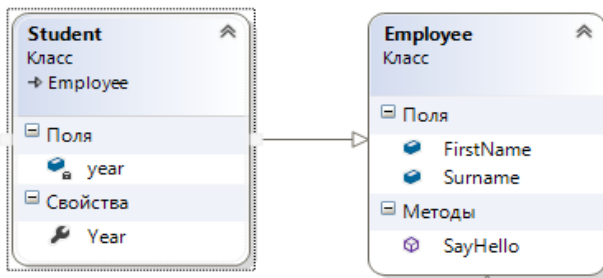 Student
Класс
Employee
Поля
year
Свойства
Year
Employee
Класс
Поля
FirstName
Surname
Методы
SayHello